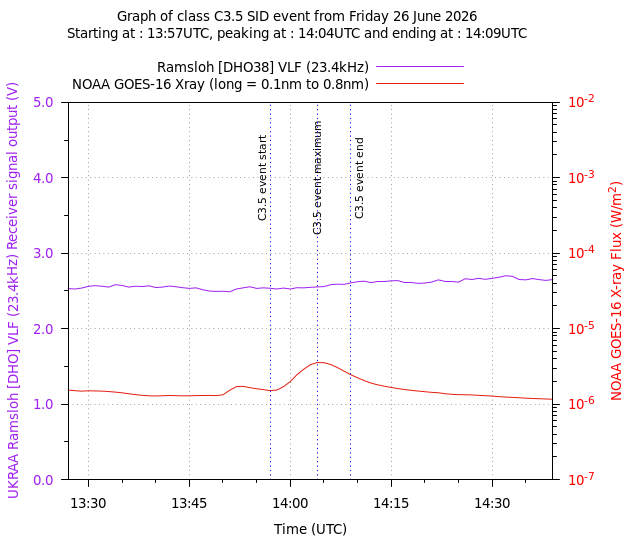 Graph of class C3.5 SID event from Friday 26 June 2026
Starting at : 13:57UTC, peaking at : 14:04UTC and ending at : 14:09UTC
Ramsloh [DHO38] VLF (23.4kHz)
NOAA GOES-16 Xray (long = 0.1nm to 0.8nm)
UKRAA Ramsloh [DHO] VLF (23.4kHz) Receiver signal output (V)
5.0
4.0
3.0
2.0
1.0
0.0
C3.5 event start
C3.5 event maximum
C3.5 event end
10-2
10-3
10-4
10-5
10-6
10-7
NOAA GOES-16 X-ray Flux (W/m2)
13:30
13:45
14:00
14:15
14:30
Time (UTC)